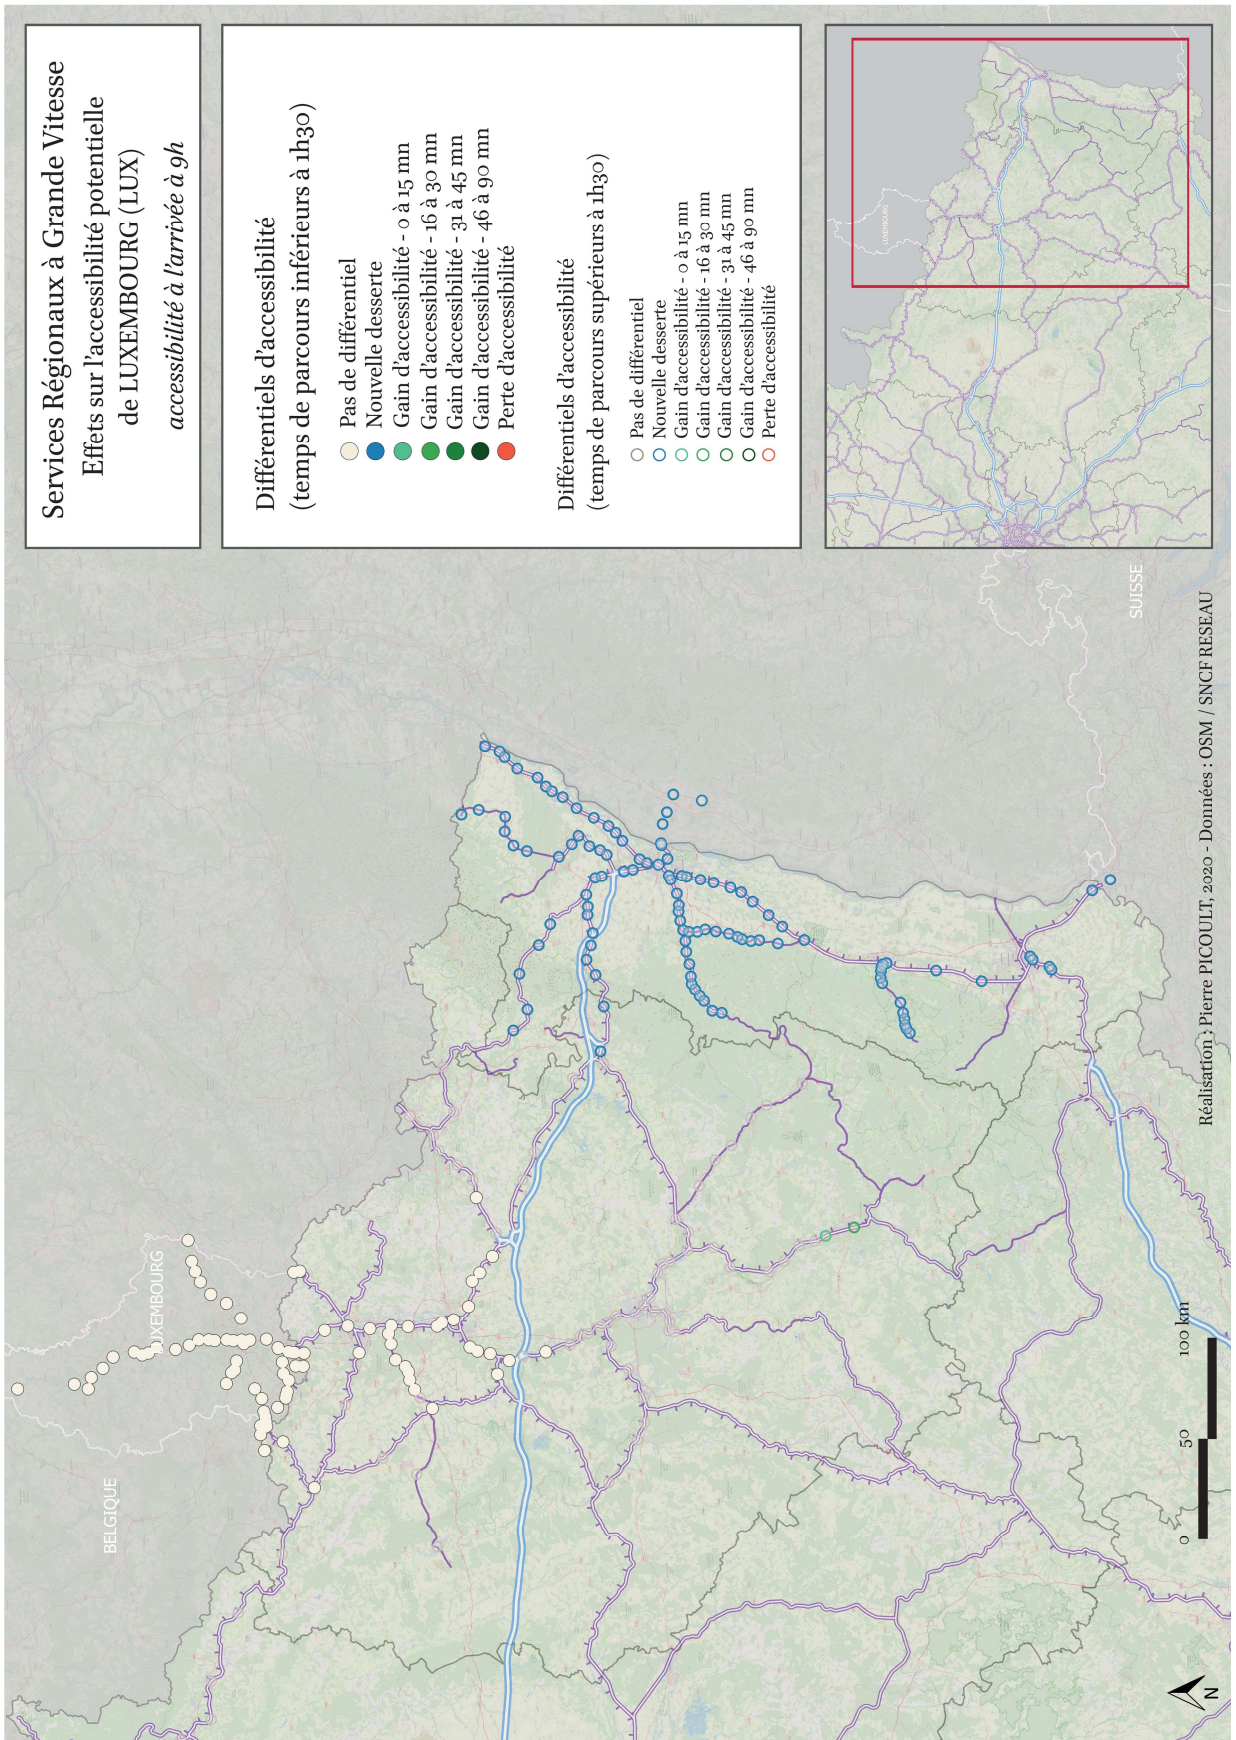 Services Régionaux à Grande Vitesse
Effets sur l'accessibilité potentielle
de LUXEMBOURG (LUX)
accessibilité à l'arrivée à 9h
Différentiels d'accessibilité
(temps de parcours inférieurs à 1h30)
Pas de différentiel
Nouvelle desserte
Gain d'accessibilité - 0 à 15 mn
Gain d'accessibilité - 16 à 30 mn
Gain d'accessibilité - 31 à 45 mn
Gain d'accessibilité - 46 à 90 mn
Perte d'accessibilité
Différentiels d'accessibilité
(temps de parcours supérieurs à 1h30)
Pas de différentiel
Nouvelle desserte
Gain d'accessibilité - 0 à 15 mn
Gain d'accessibilité - 16 à 30 mn
Gain d'accessibilité - 31 à 45 mn
Gain d'accessibilité - 46 à 90 mn
Perte d'accessibilité
LUXEMBOURG
BELGIQUE
LUXEMBOURG
SUISSE
0 50 100 km
N
Réalisation : Pierre PICOULT, 2020 - Données : OSM / SNCF RESEAU